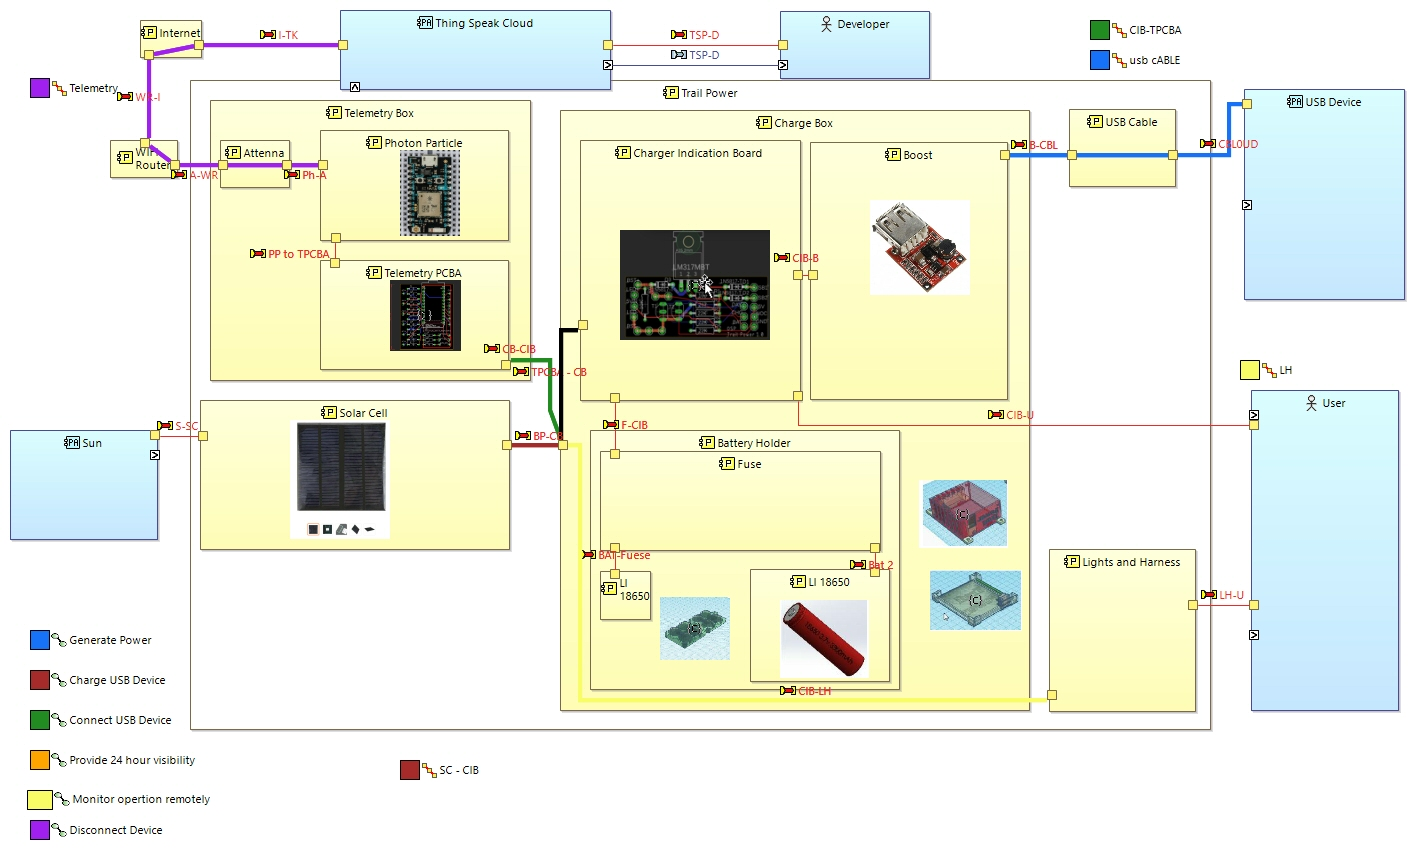 Internet
I-TK
Thing Speak Cloud
TSP-D
TSP-D
Developer
CIB-TPCBA
usb cABLE
Telemetry
WR-I
Trail Power
USB Device
Telemetry Box
Charge Box
USB Cable
Photon Particle
WIFI
Router
Attenna
A-WR
Ph-A
Charger Indication Board
Boost
B-CBL
CBLOUD
PP to TPCBA
Telemetry PCBA
LM317MBT
CIB-B
CB-CIB
TPCBA - CB
LH
User
Solar Cell
S-SC
Sun
BP-CB
F-CIB
CIB-U
Battery Holder
Fuse
BAT-Fuese
Bat 2
LI
18650
LI 18650
Lights and Harness
LH-U
CIB-LH
Generate Power
Charge USB Device
Connect USB Device
Provide 24 hour visibility
Monitor opertion remotely
Disconnect Device
SC - CIB